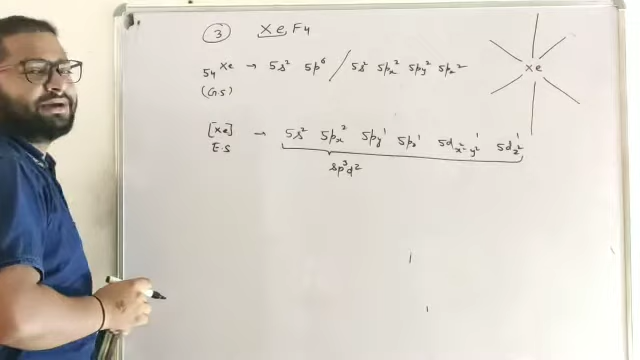 ③ XeF4
54Xe → 5s² 5p⁶ / 5s² 5px² 5py² 5pz²
(G.S)
[Xe] → 5s² 5px² 5py¹ 5pz¹ 5dx²-y²¹ 5dz²¹
E.S
sp³d²
Xe